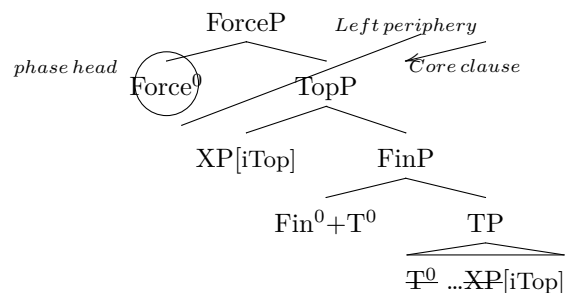 ForceP
Left periphery
phase head
Force⁰
TopP
Core clause
XP[iTop]
FinP
Fin⁰+T⁰
TP
T⁰ ...XP[iTop]